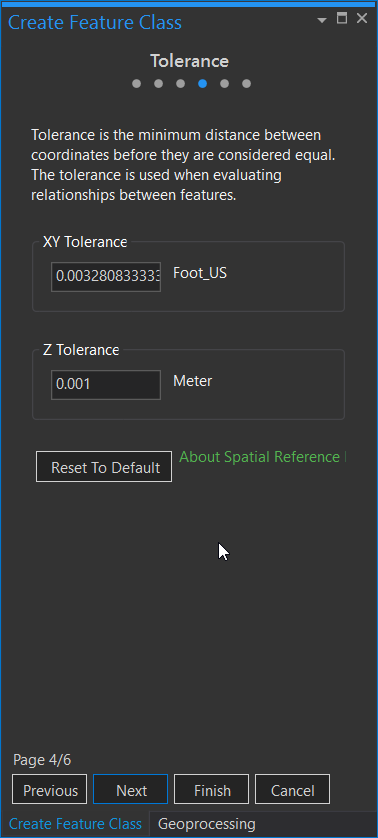 Create Feature Class
Tolerance
Tolerance is the minimum distance between
coordinates before they are considered equal.
The tolerance is used when evaluating
relationships between features.
XY Tolerance
0.003280833333
Foot_US
Z Tolerance
0.001
Meter
Reset To Default
About Spatial Reference
Page 4/6
Previous
Next
Finish
Cancel
Create Feature Class
Geoprocessing